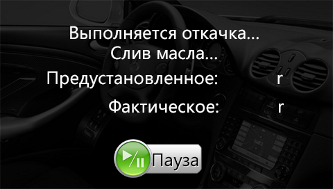 Выполняется откачка...
Слив масла...
Предустановленное: г
Фактическое: г
Пауза